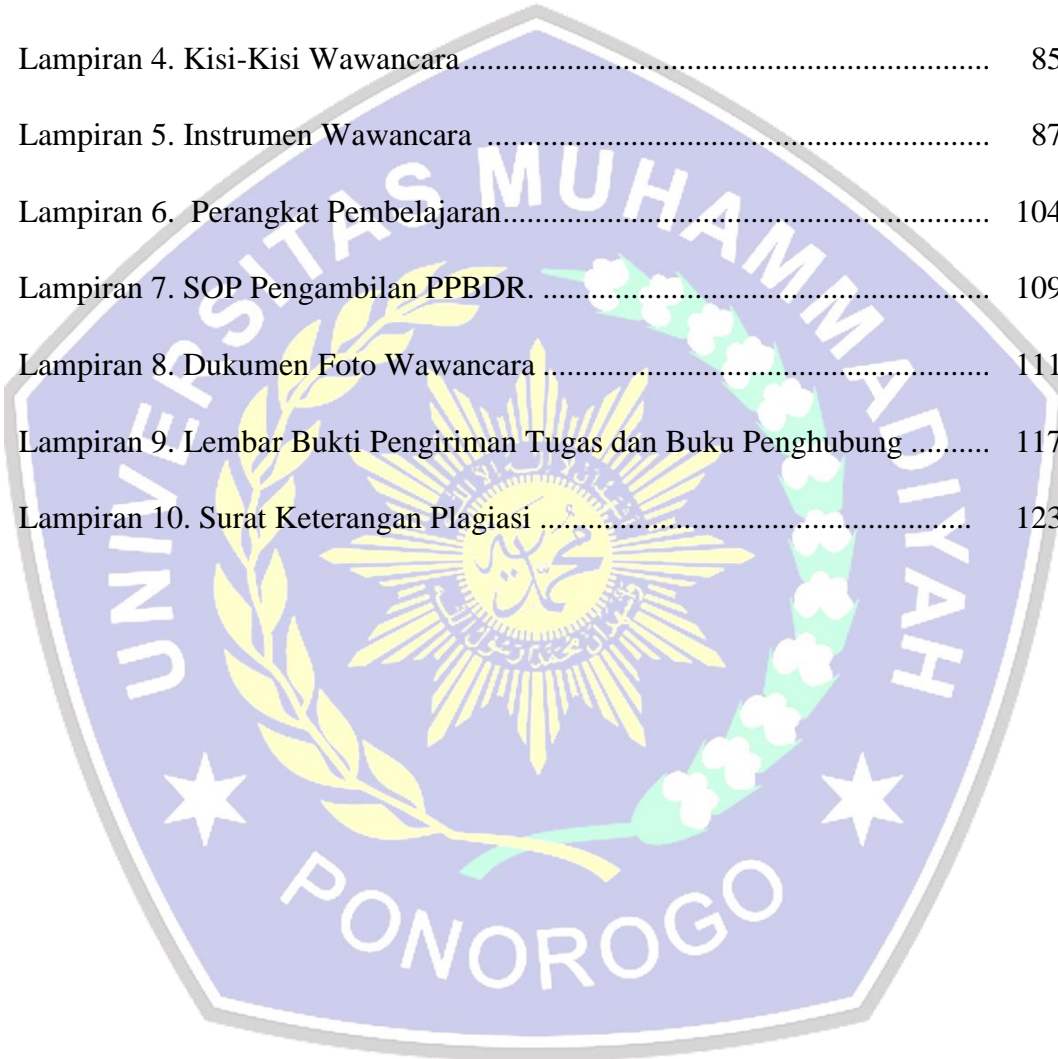 Lampiran 4. Kisi-Kisi Wawancara................................................................ 85
Lampiran 5. Instrumen Wawancara ............................................................. 87
Lampiran 6.  Perangkat Pembelajaran........................................................... 104
Lampiran 7. SOP Pengambilan PPBDR. ...................................................... 109
Lampiran 8. Dukumen Foto Wawancara ...................................................... 111
Lampiran 9. Lembar Bukti Pengiriman Tugas dan Buku Penghubung .......... 117
Lampiran 10. Surat Keterangan Plagiasi ..................................................... 123
UNIVERSITAS MUHAMMADIYAH
PONOROGO
محمد